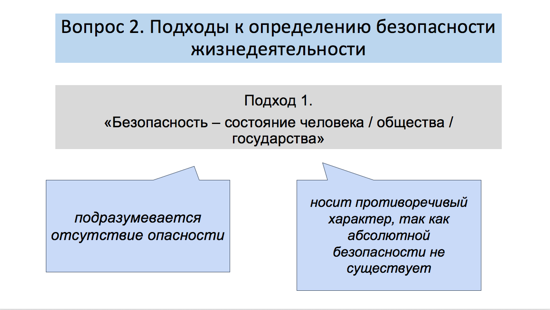 Вопрос 2. Подходы к определению безопасности
жизнедеятельности
Подход 1.
«Безопасность – состояние человека / общества /
государства»
подразумевается
отсутствие опасности
носит противоречивый
характер, так как
абсолютной
безопасности не
существует